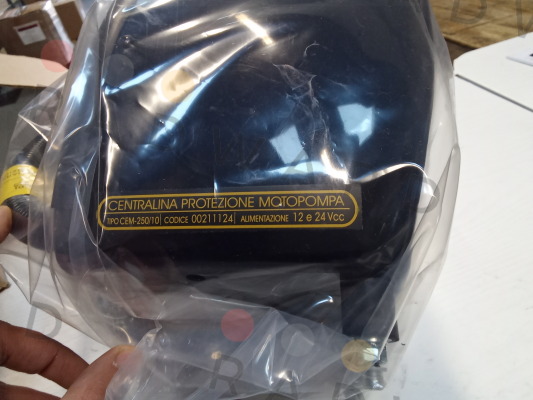 CENTRALINA PROTEZIONE MOTOPOMPA
TIPO CEM-250/10 CODICE 00211124 ALIMENTAZIONE 12 e 24 Vcc